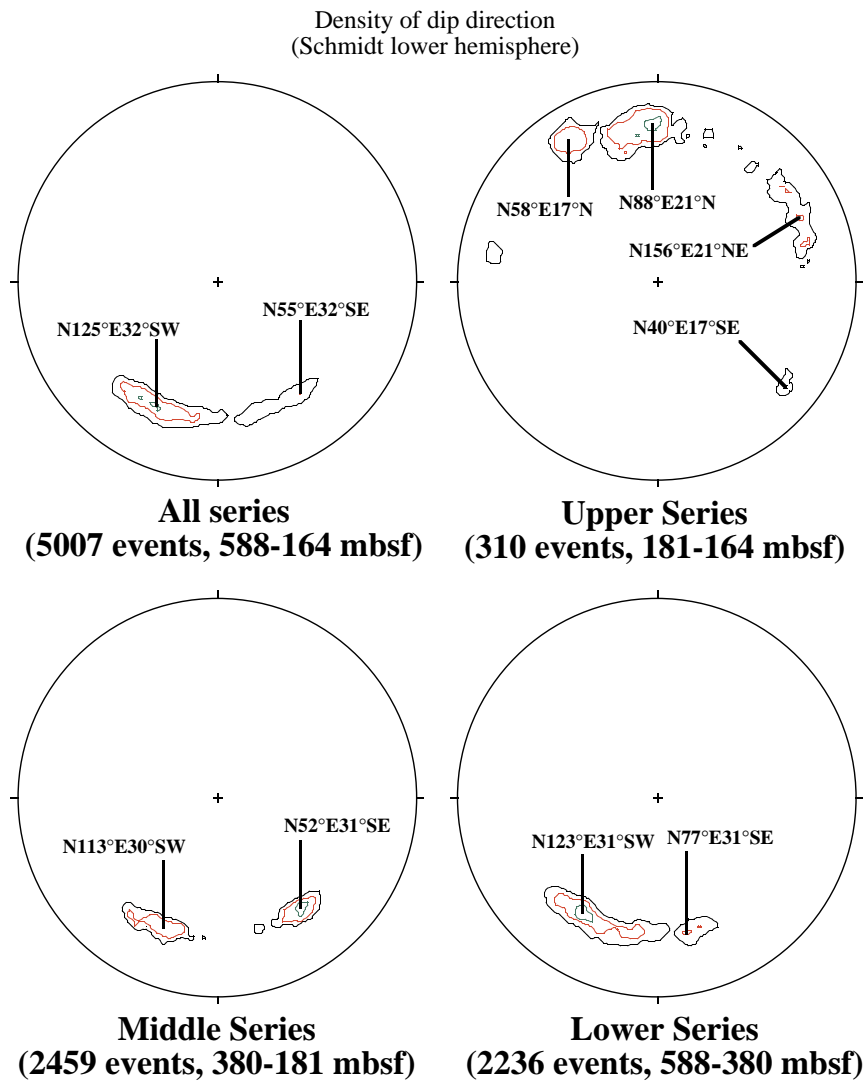 Density of dip direction
(Schmidt lower hemisphere)
N125°E32°SW
N55°E32°SE
All series
(5007 events, 588-164 mbsf)
N58°E17°N
N88°E21°N
N156°E21°NE
N40°E17°SE
Upper Series
(310 events, 181-164 mbsf)
N113°E30°SW
N52°E31°SE
Middle Series
(2459 events, 380-181 mbsf)
N123°E31°SW
N77°E31°SE
Lower Series
(2236 events, 588-380 mbsf)